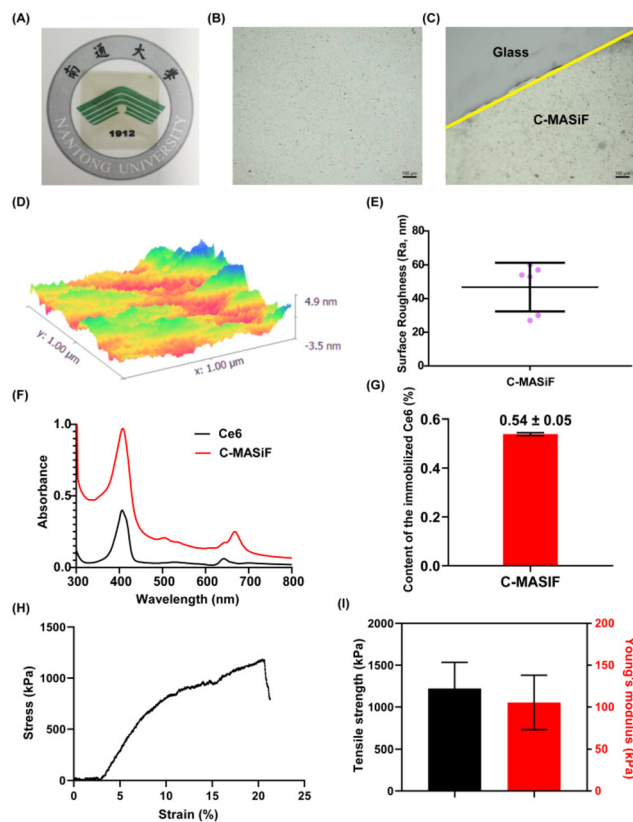 (A)
南通大学
NANTONG UNIVERSITY
1912
(B)
100 μm
(C)
Glass
C-MASiF
100 μm
(D)
4.9 nm
-3.5 nm
y: 1.00 μm
x: 1.00 μm
(E)
Surface Roughness (Ra, nm)
80
60
40
20
0
C-MASiF
(F)
Absorbance
1.0
0.5
0.0
Ce6
C-MASiF
300 400 500 600 700 800
Wavelength (nm)
(G)
Content of the immobilized Ce6 (%)
0.54 ± 0.05
0.6
0.4
0.2
0.0
C-MASIF
(H)
Stress (kPa)
1500
1000
500
0
0 5 10 15 20 25
Strain (%)
(I)
Tensile strength (kPa)
2000
1500
1000
500
0
200
150
100
50
0
Young's modulus (kPa)